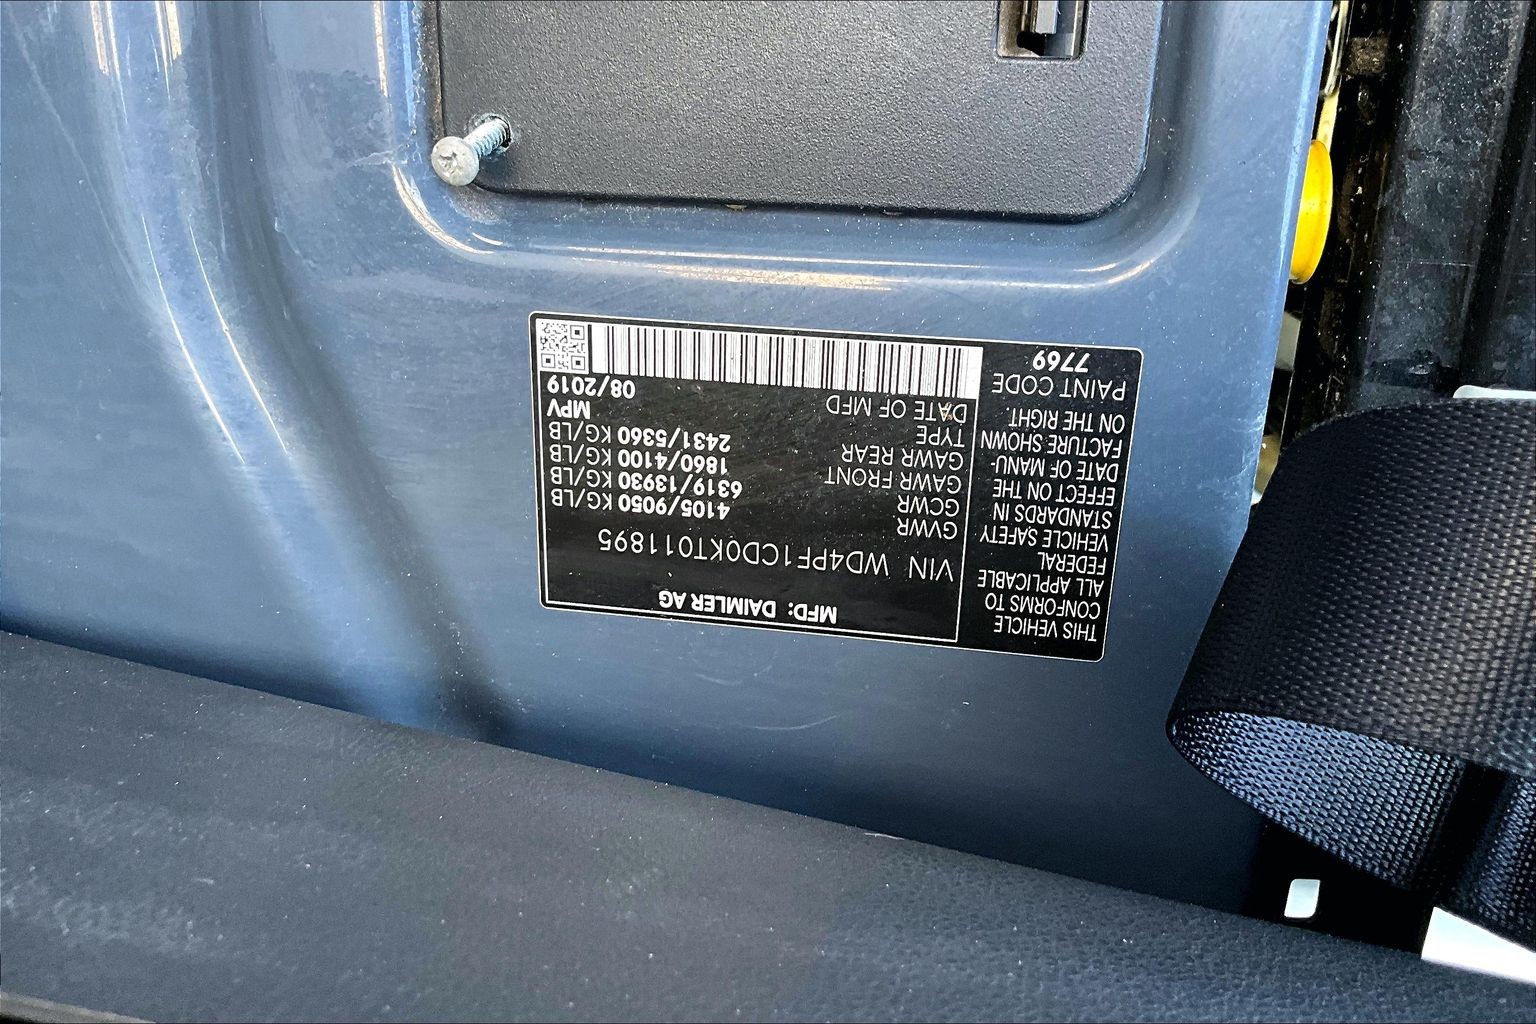 MFD: DAIMLER AG
VIN WD4PF1CD0KT011895
GVWR 4105/9050 KG/LB
GCWR 6319/13930 KG/LB
GAWR FRONT 1860/4100 KG/LB
GAWR REAR 2431/5360 KG/LB
TYPE MPV
DATE OF MFD 08/2019
THIS VEHICLE
CONFORMS TO
ALL APPLICABLE
FEDERAL
VEHICLE SAFETY
STANDARDS IN
EFFECT ON THE
DATE OF MANU-
FACTURE SHOWN
ON THE RIGHT.
PAINT CODE
7769